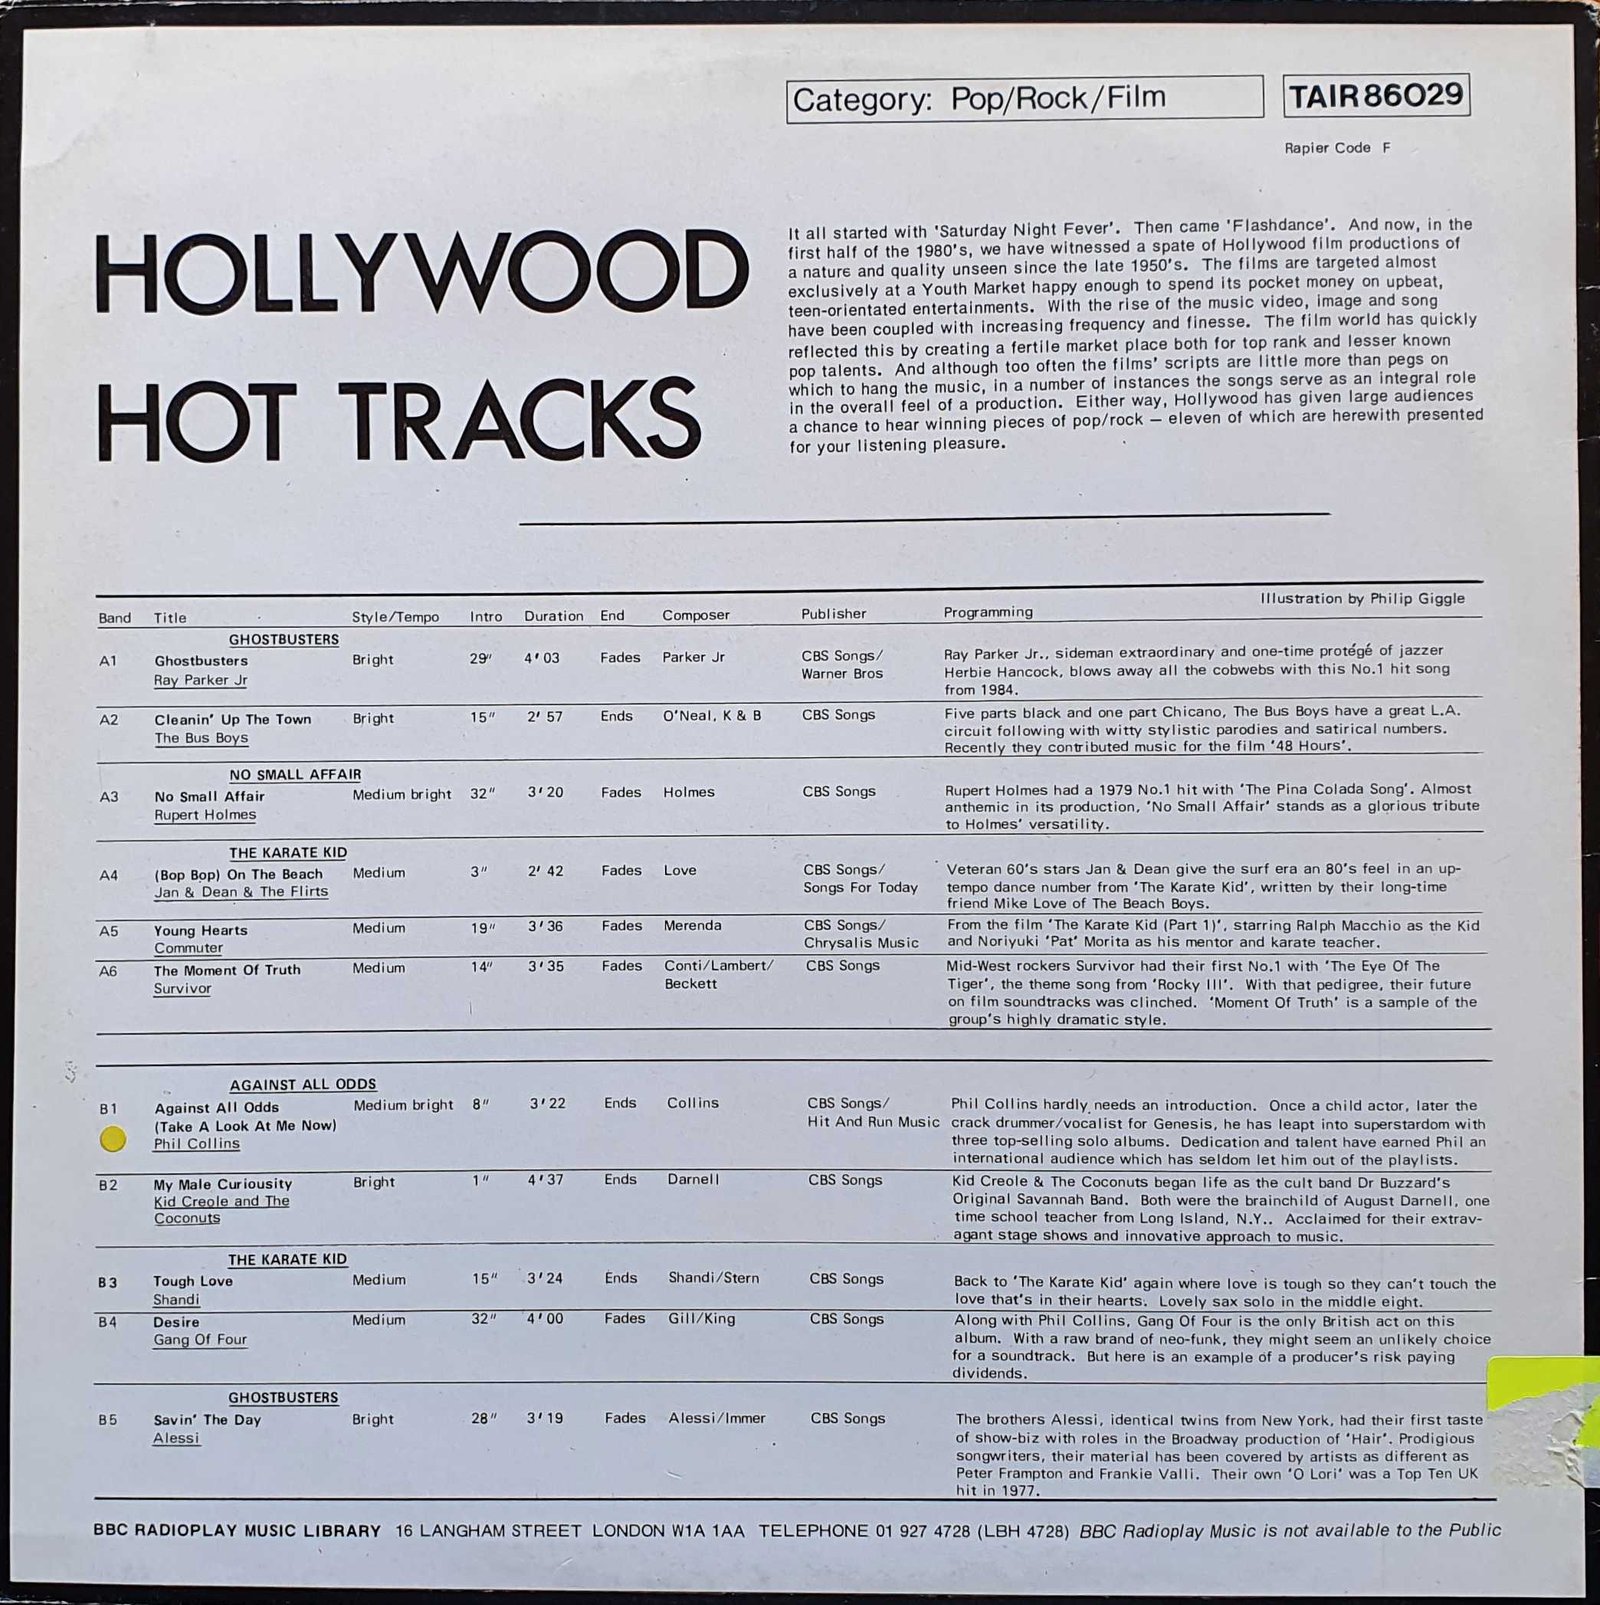 Category: Pop/Rock/Film
TAIR 86029
Rapier Code F
HOLLYWOOD
HOT TRACKS
It all started with 'Saturday Night Fever'. Then came 'Flashdance'. And now, in the
first half of the 1980's, we have witnessed a spate of Hollywood film productions of
a nature and quality unseen since the late 1950's. The films are targeted almost
exclusively at a Youth Market happy enough to spend its pocket money on upbeat,
teen-orientated entertainments. With the rise of the music video, image and song
have been coupled with increasing frequency and finesse. The film world has quickly
reflected this by creating a fertile market place both for top rank and lesser known
pop talents. And although too often the films' scripts are little more than pegs on
which to hang the music, in a number of instances the songs serve as an integral role
in the overall feel of a production. Either way, Hollywood has given large audiences
a chance to hear winning pieces of pop/rock — eleven of which are herewith presented
for your listening pleasure.
Illustration by Philip Giggle
Band Title Style/Tempo Intro Duration End Composer Publisher Programming
GHOSTBUSTERS
A1 Ghostbusters Bright 29" 4'03 Fades Parker Jr CBS Songs/ Ray Parker Jr., sideman extraordinary and one-time protégé of jazzer
Ray Parker Jr Warner Bros Herbie Hancock, blows away all the cobwebs with this No.1 hit song
from 1984.
A2 Cleanin' Up The Town Bright 15" 2' 57 Ends O'Neal, K & B CBS Songs Five parts black and one part Chicano, The Bus Boys have a great L.A.
The Bus Boys circuit following with witty stylistic parodies and satirical numbers.
Recently they contributed music for the film '48 Hours'.
NO SMALL AFFAIR
A3 No Small Affair Medium bright 32" 3'20 Fades Holmes CBS Songs Rupert Holmes had a 1979 No.1 hit with 'The Pina Colada Song'. Almost
Rupert Holmes anthemic in its production, 'No Small Affair' stands as a glorious tribute
to Holmes' versatility.
THE KARATE KID
A4 (Bop Bop) On The Beach Medium 3" 2' 42 Fades Love CBS Songs/ Veteran 60's stars Jan & Dean give the surf era an 80's feel in an up-
Jan & Dean & The Flirts Songs For Today tempo dance number from 'The Karate Kid', written by their long-time
friend Mike Love of The Beach Boys.
A5 Young Hearts Medium 19" 3'36 Fades Merenda CBS Songs/ From the film 'The Karate Kid (Part 1)', starring Ralph Macchio as the Kid
Commuter Chrysalis Music and Noriyuki 'Pat' Morita as his mentor and karate teacher.
A6 The Moment Of Truth Medium 14" 3'35 Fades Conti/Lambert/ CBS Songs Mid-West rockers Survivor had their first No.1 with 'The Eye Of The
Survivor Beckett Tiger', the theme song from 'Rocky III'. With that pedigree, their future
on film soundtracks was clinched. 'Moment Of Truth' is a sample of the
group's highly dramatic style.
AGAINST ALL ODDS
B1 Against All Odds Medium bright 8" 3'22 Ends Collins CBS Songs/ Phil Collins hardly needs an introduction. Once a child actor, later the
(Take A Look At Me Now) Hit And Run Music crack drummer/vocalist for Genesis, he has leapt into superstardom with
Phil Collins three top-selling solo albums. Dedication and talent have earned Phil an
international audience which has seldom let him out of the playlists.
B2 My Male Curiousity Bright 1" 4'37 Ends Darnell CBS Songs Kid Creole & The Coconuts began life as the cult band Dr Buzzard's
Kid Creole and The Original Savannah Band. Both were the brainchild of August Darnell, one
Coconuts time school teacher from Long Island, N.Y.. Acclaimed for their extrav-
agant stage shows and innovative approach to music.
THE KARATE KID
B3 Tough Love Medium 15" 3'24 Ends Shandi/Stern CBS Songs Back to 'The Karate Kid' again where love is tough so they can't touch the
Shandi love that's in their hearts. Lovely sax solo in the middle eight.
B4 Desire Medium 32" 4'00 Fades Gill/King CBS Songs Along with Phil Collins, Gang Of Four is the only British act on this
Gang Of Four album. With a raw brand of neo-funk, they might seem an unlikely choice
for a soundtrack. But here is an example of a producer's risk paying
dividends.
GHOSTBUSTERS
B5 Savin' The Day Bright 28" 3'19 Fades Alessi/Immer CBS Songs The brothers Alessi, identical twins from New York, had their first taste
Alessi of show-biz with roles in the Broadway production of 'Hair'. Prodigious
songwriters, their material has been covered by artists as different as
Peter Frampton and Frankie Valli. Their own 'O Lori' was a Top Ten UK
hit in 1977.
BBC RADIOPLAY MUSIC LIBRARY 16 LANGHAM STREET LONDON W1A 1AA TELEPHONE 01 927 4728 (LBH 4728) BBC Radioplay Music is not available to the Public